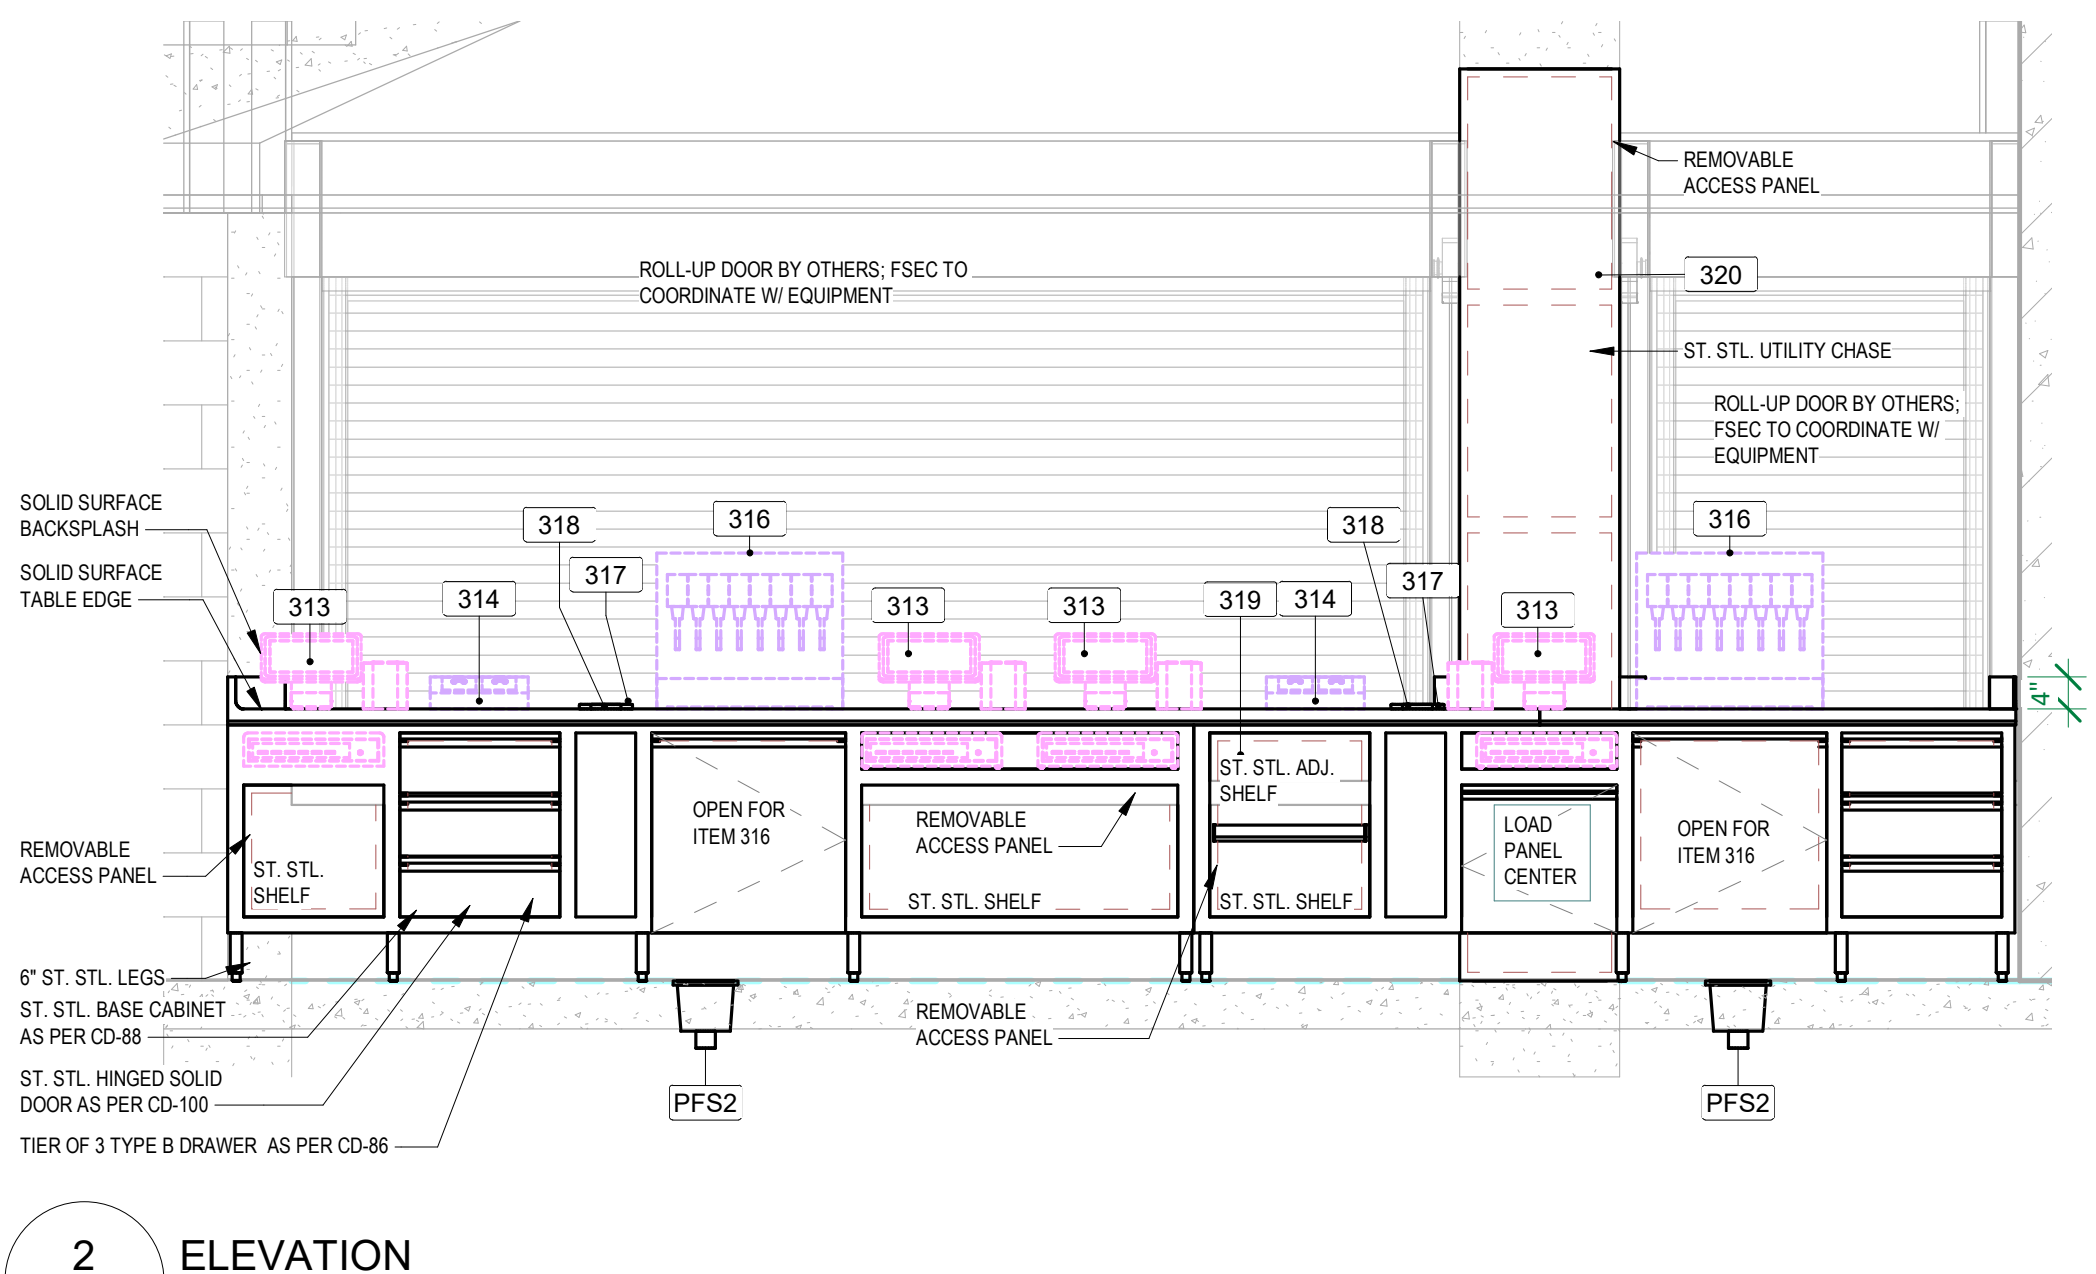 REMOVABLE
ACCESS PANEL
ROLL-UP DOOR BY OTHERS; FSEC TO
COORDINATE W/ EQUIPMENT
320
ST. STL. UTILITY CHASE
ROLL-UP DOOR BY OTHERS;
FSEC TO COORDINATE W/
EQUIPMENT
SOLID SURFACE
BACKSPLASH
SOLID SURFACE
TABLE EDGE
313
314
318
317
316
313
313
319
314
318
317
313
316
4"
REMOVABLE
ACCESS PANEL
ST. STL.
SHELF
OPEN FOR
ITEM 316
REMOVABLE
ACCESS PANEL
ST. STL. SHELF
ST. STL. ADJ.
SHELF
ST. STL. SHELF
LOAD
PANEL
CENTER
OPEN FOR
ITEM 316
6" ST. STL. LEGS
ST. STL. BASE CABINET
AS PER CD-88
ST. STL. HINGED SOLID
DOOR AS PER CD-100
TIER OF 3 TYPE B DRAWER AS PER CD-86
REMOVABLE
ACCESS PANEL
PFS2
PFS2
2
ELEVATION